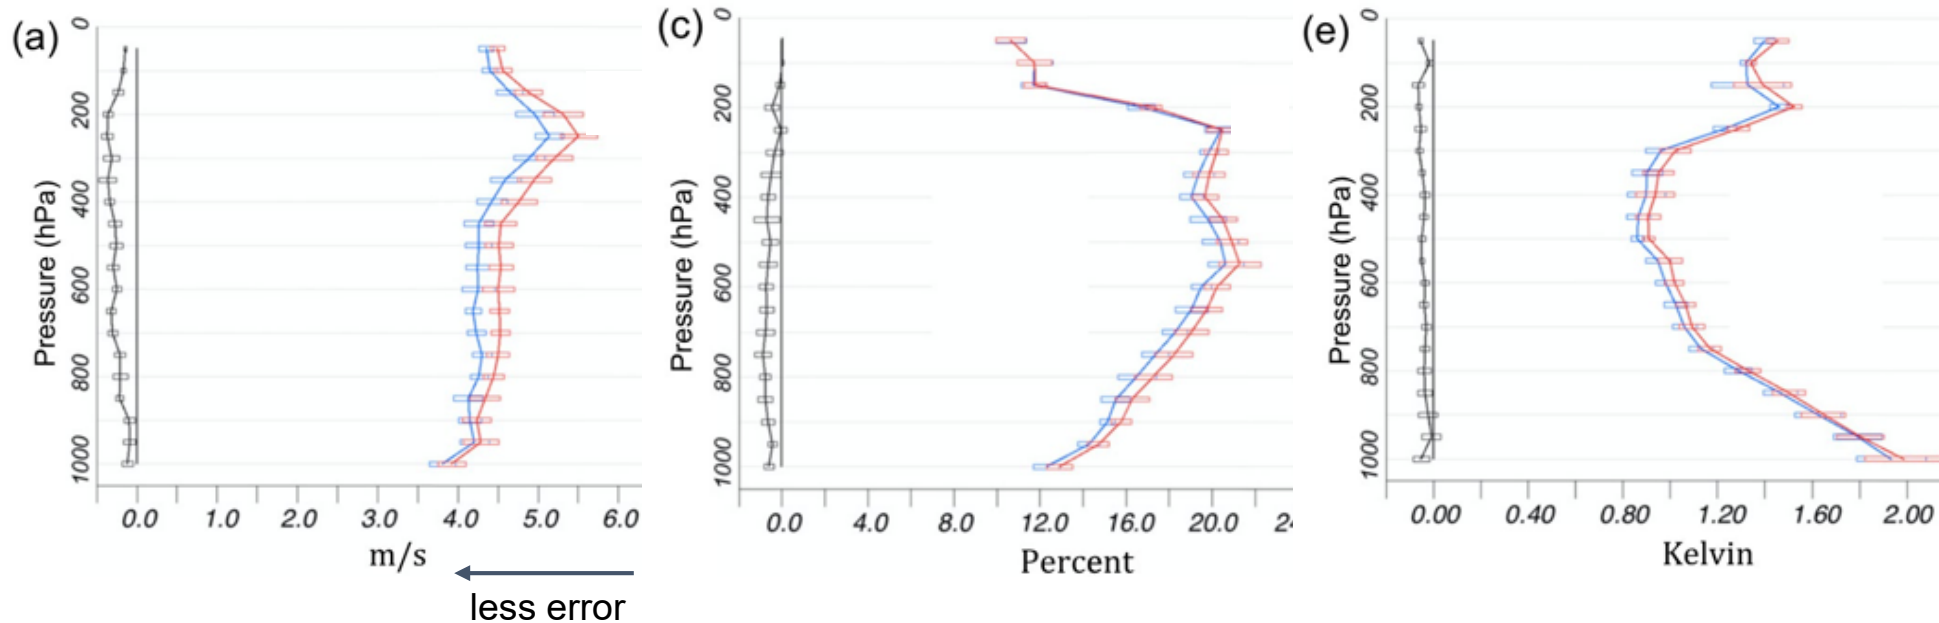 (a)
Pressure (hPa)
0
200
400
600
800
1000
0.0 1.0 2.0 3.0 4.0 5.0 6.0
m/s
less error
(c)
Pressure (hPa)
0
200
400
600
800
1000
0.0 4.0 8.0 12.0 16.0 20.0
Percent
(e)
Pressure (hPa)
0
200
400
600
800
1000
0.00 0.40 0.80 1.20 1.60 2.00
Kelvin